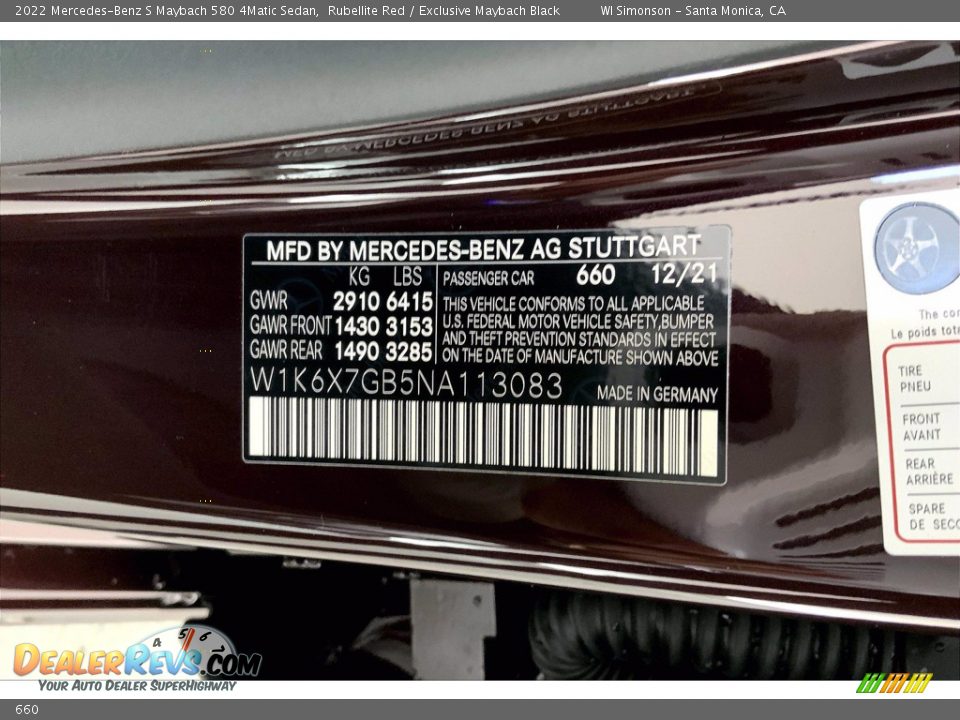 2022 Mercedes-Benz S Maybach 580 4Matic Sedan,  Rubellite Red / Exclusive Maybach Black        WI Simonson - Santa Monica, CA
MFD BY MERCEDES-BENZ AG STUTTGART
KG LBS
GVWR 2910 6415
GAWR FRONT 1430 3153
GAWR REAR 1490 3285
PASSENGER CAR 660 12/21
THIS VEHICLE CONFORMS TO ALL APPLICABLE
U.S. FEDERAL MOTOR VEHICLE SAFETY,BUMPER
AND THEFT PREVENTION STANDARDS IN EFFECT
ON THE DATE OF MANUFACTURE SHOWN ABOVE
W1K6X7GB5NA113083
MADE IN GERMANY
The
Le poids
TIRE
PNEU
FRONT
AVANT
REAR
ARRIÈRE
SPARE
DE
4 5 6
DEALERREVS.COM
YOUR AUTO DEALER SUPERHIGHWAY
660